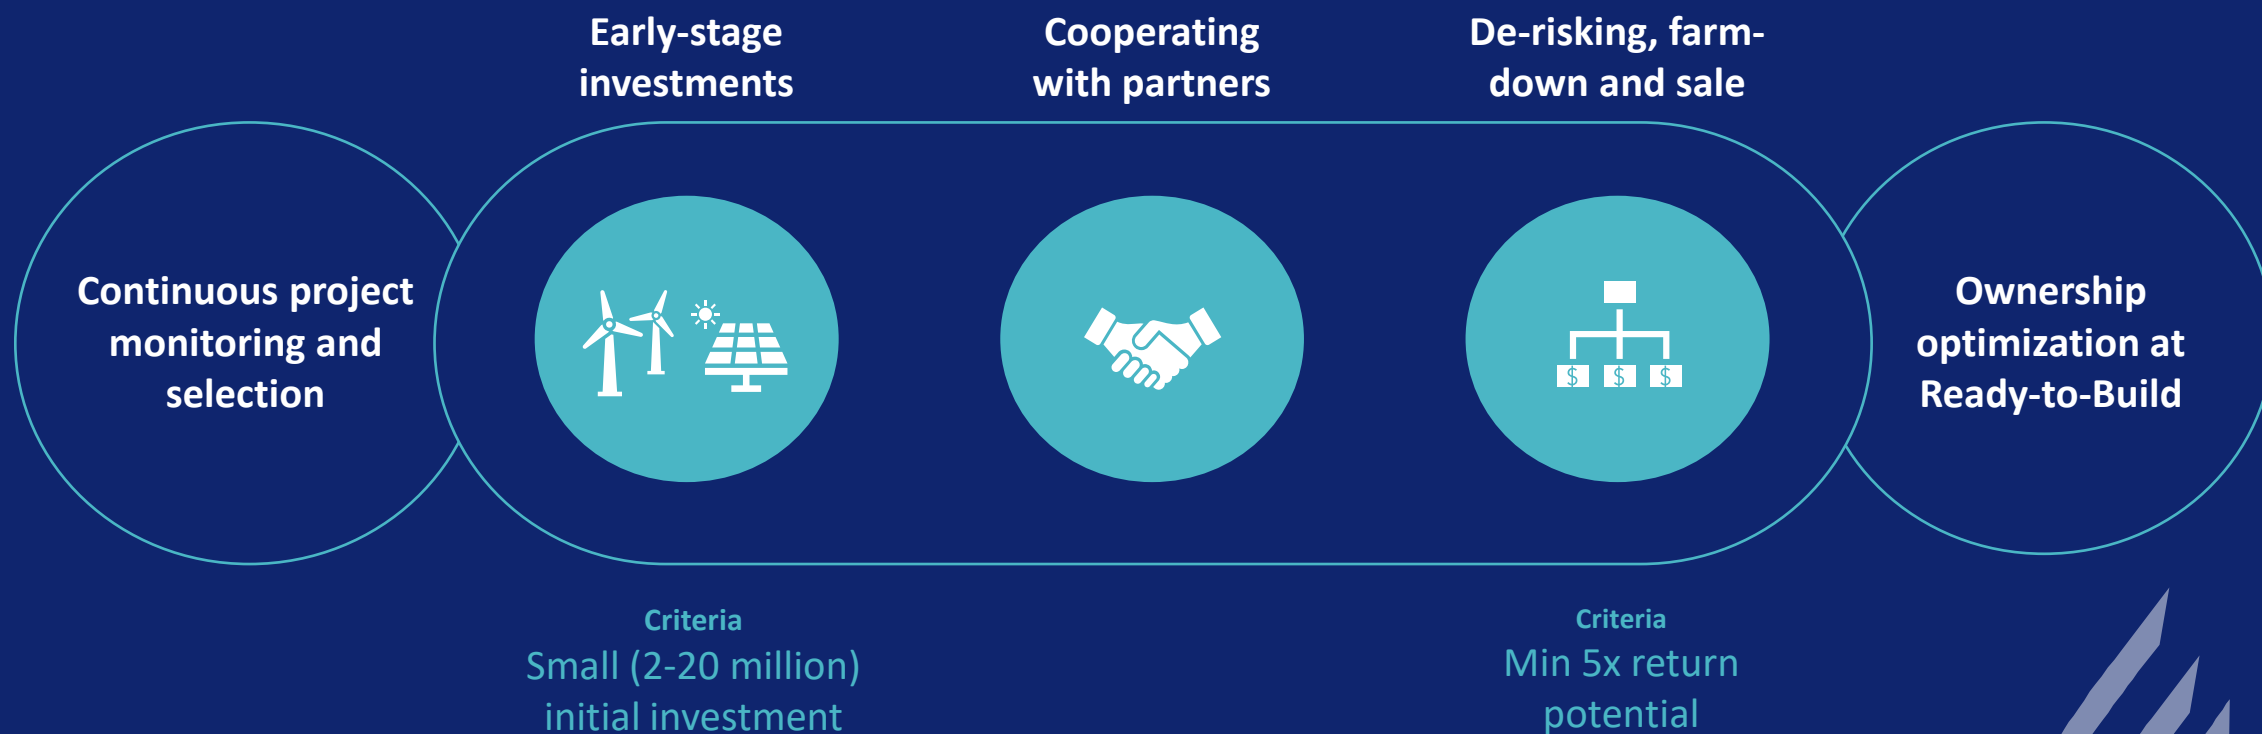 Early-stage
investments
Cooperating
with partners
De-risking, farm-
down and sale
Continuous project
monitoring and
selection
$ $ $
Ownership
optimization at
Ready-to-Build
Criteria
Small (2-20 million)
initial investment
Criteria
Min 5x return
potential